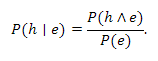 P(h | e) = P(h ∧ e) / P(e).